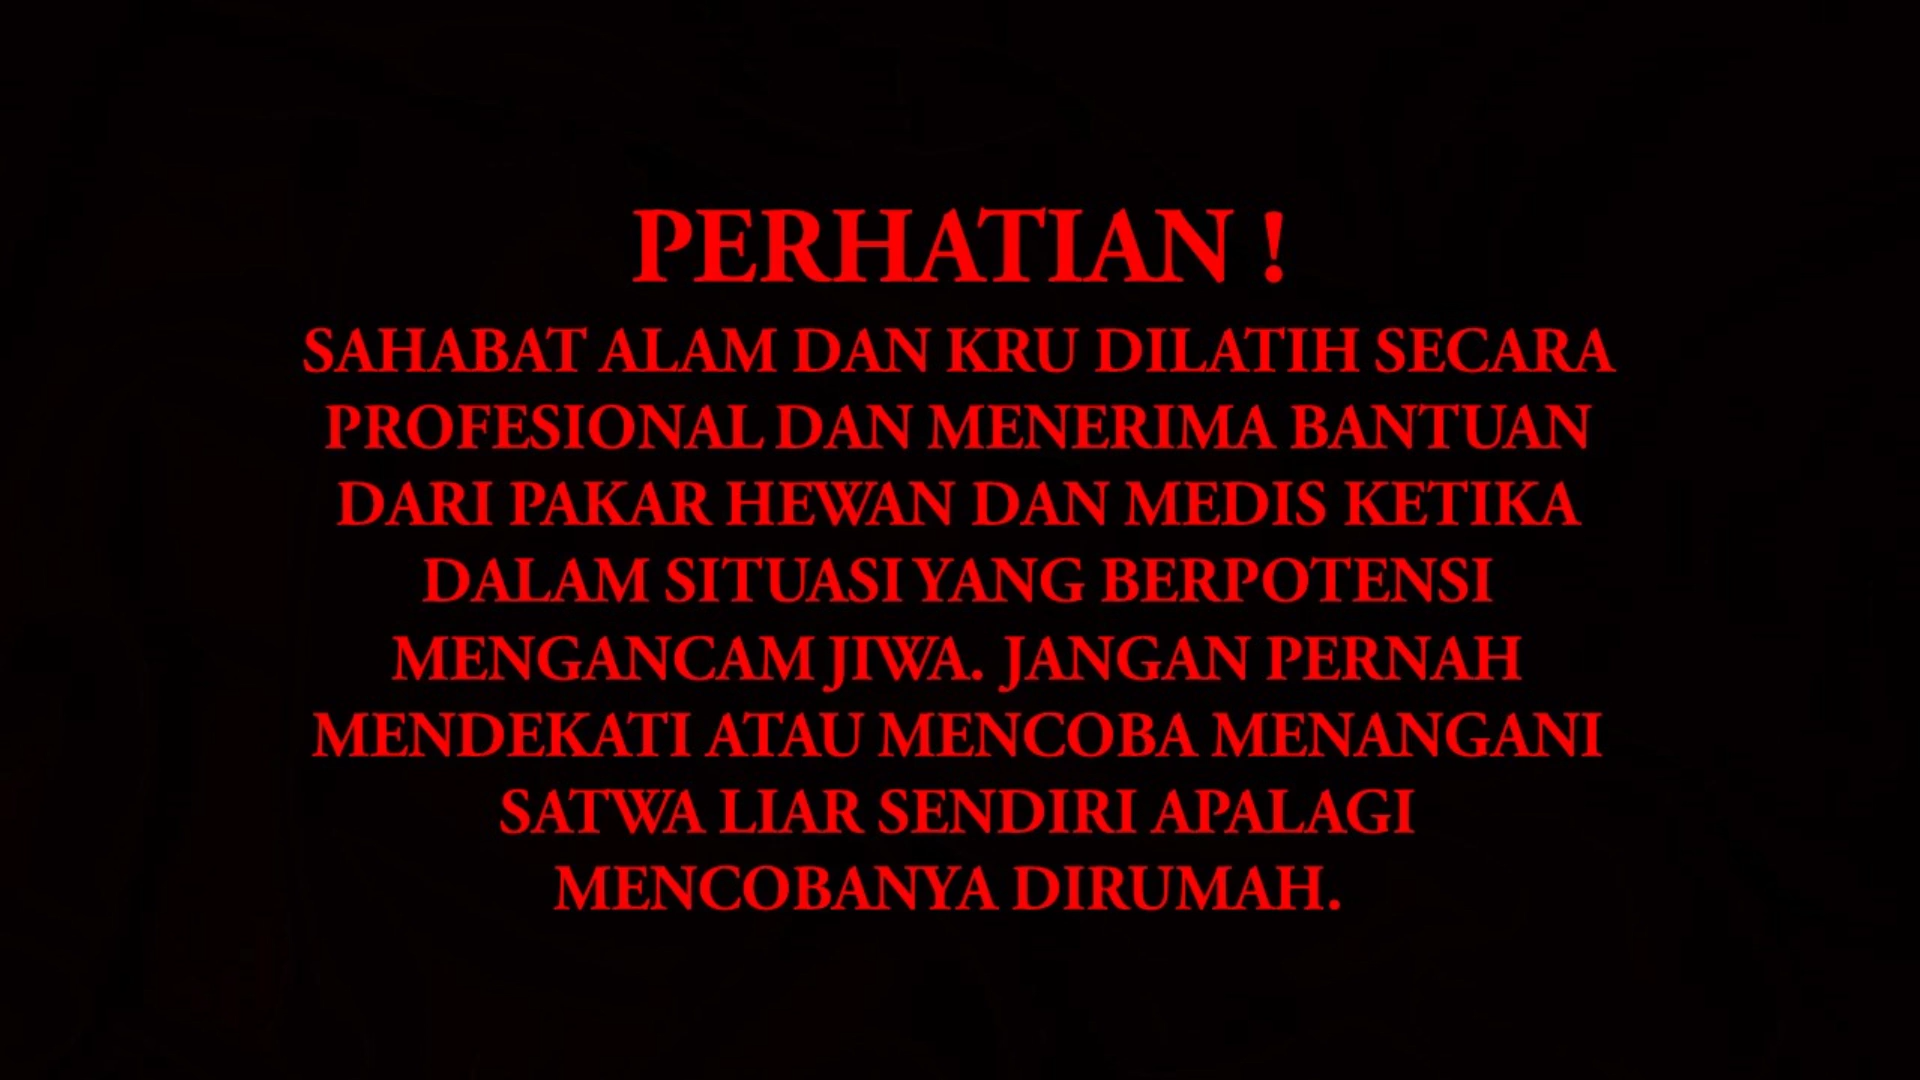 PERHATIAN !
SAHABAT ALAM DAN KRU DILATIH SECARA
PROFESIONAL DAN MENERIMA BANTUAN
DARI PAKAR HEWAN DAN MEDIS KETIKA
DALAM SITUASI YANG BERPOTENSI
MENGANCAM JIWA. JANGAN PERNAH
MENDEKATI ATAU MENCOBA MENANGANI
SATWA LIAR SENDIRI APALAGI
MENCOBANYA DIRUMAH.